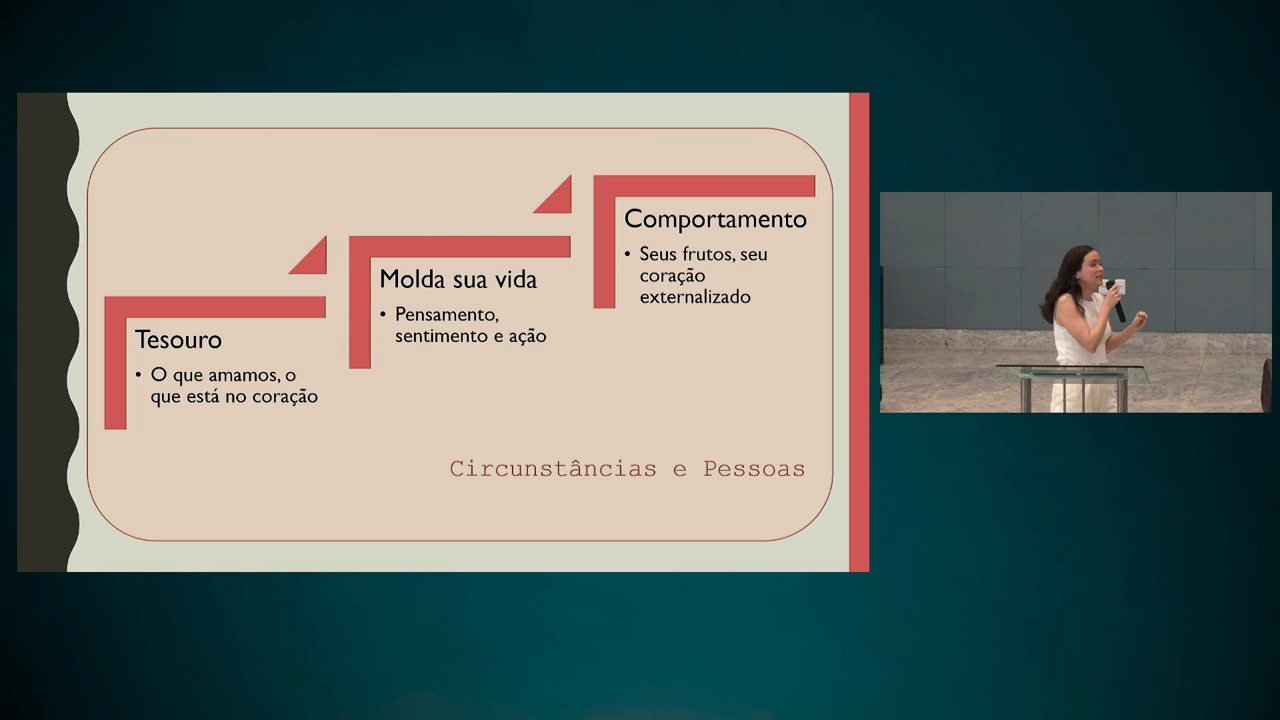 Tesouro
• O que amamos, o
que está no coração
Molda sua vida
• Pensamento,
sentimento e ação
Comportamento
• Seus frutos, seu
coração
externalizado
Circunstâncias e Pessoas